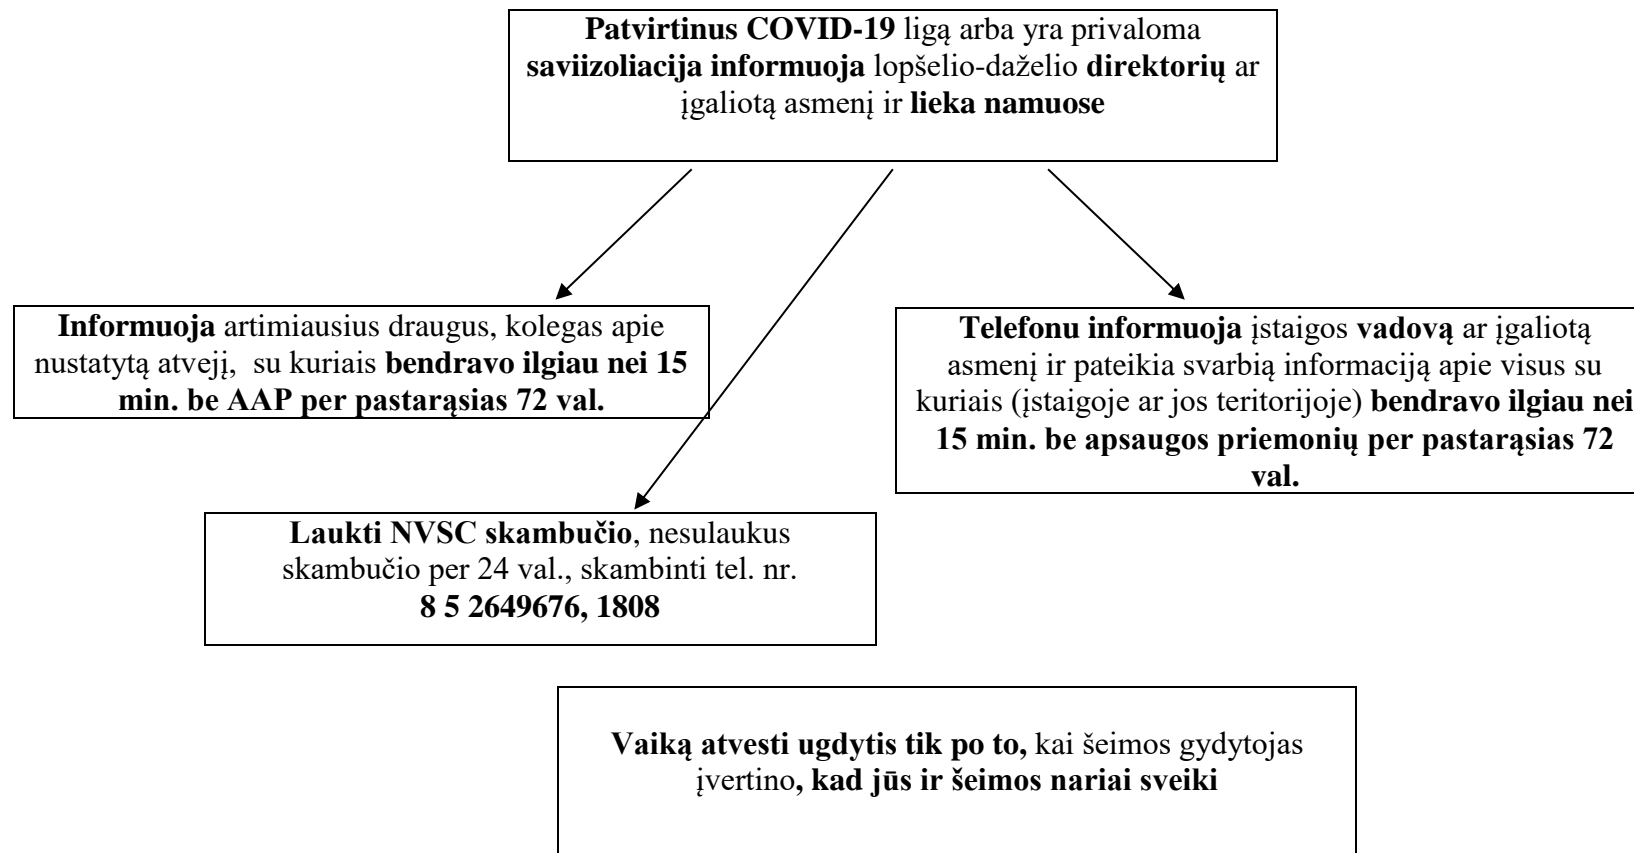 Patvirtinus COVID-19 ligą arba yra privaloma
saviizoliacija informuoja lopšelio-daželio direktorių ar
įgaliotą asmenį ir lieka namuose
Informuoja artimiausius draugus, kolegas apie
nustatytą atvejį, su kuriais bendravo ilgiau nei 15
min. be AAP per pastarąsias 72 val.
Telefonu informuoja įstaigos vadovą ar įgaliotą
asmenį ir pateikia svarbią informaciją apie visus su
kuriais (įstaigoje ar jos teritorijoje) bendravo ilgiau nei
15 min. be apsaugos priemonių per pastarąsias 72
val.
Laukti NVSC skambučio, nesulaukus
skambučio per 24 val., skambinti tel. nr.
8 5 2649676, 1808
Vaiką atvesti ugdytis tik po to, kai šeimos gydytojas
įvertino, kad jūs ir šeimos nariai sveiki